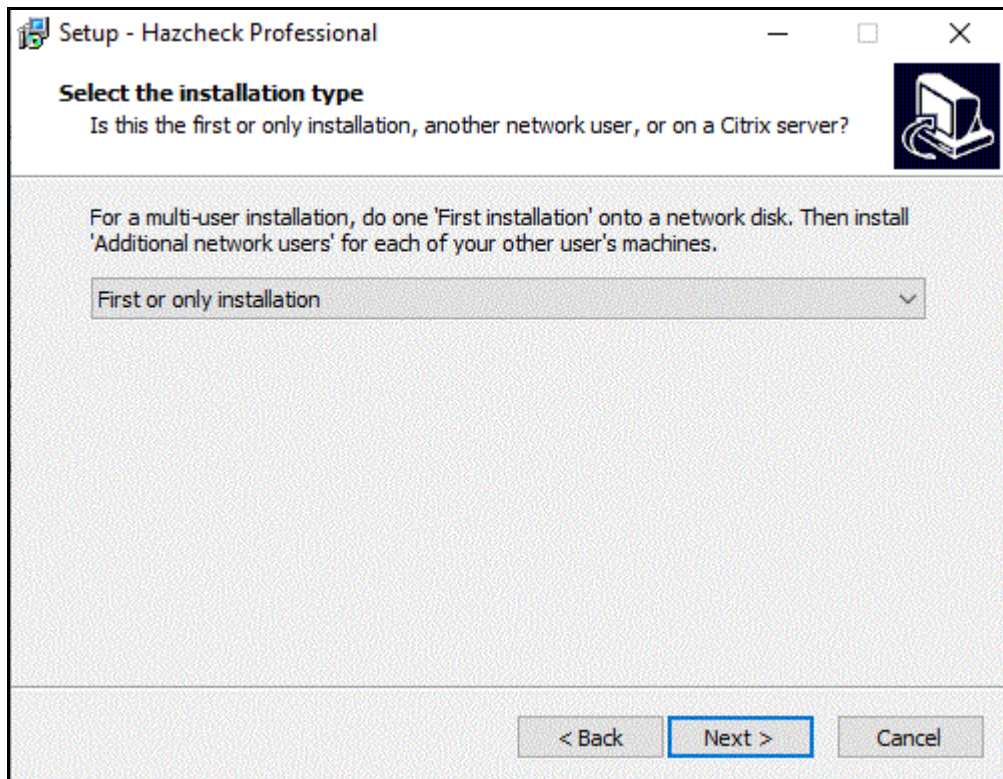 Setup - Hazcheck Professional
Select the installation type
Is this the first or only installation, another network user, or on a Citrix server?
For a multi-user installation, do one 'First installation' onto a network disk. Then install
'Additional network users' for each of your other user's machines.
First or only installation
< Back Next > Cancel